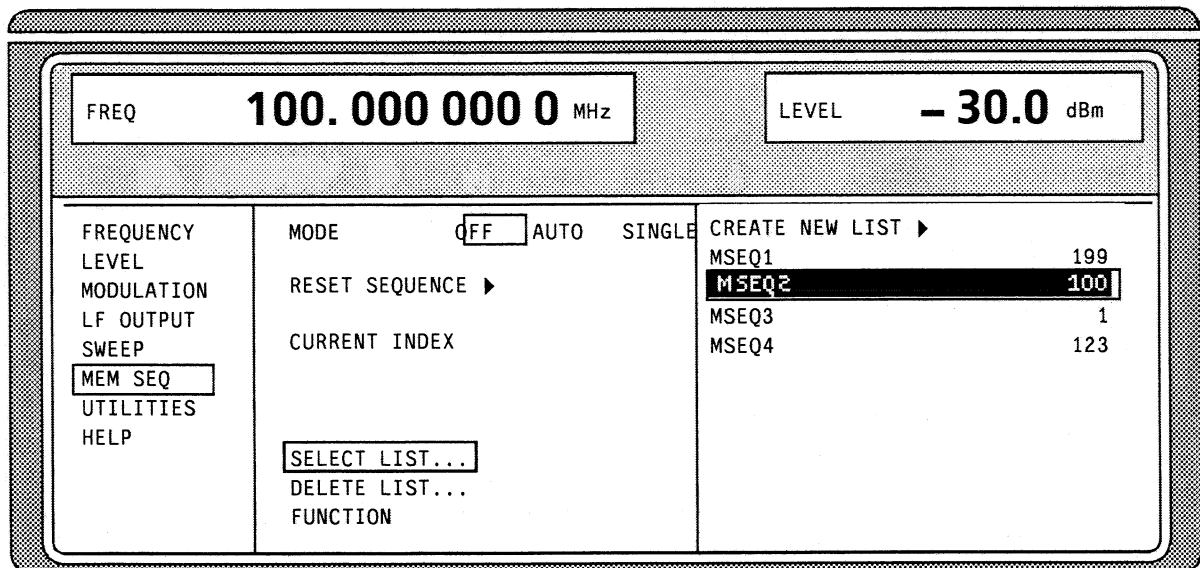 FREQ 100. 000 000 0 MHz
LEVEL - 30.0 dBm
FREQUENCY
LEVEL
MODULATION
LF OUTPUT
SWEEP
MEM SEQ
UTILITIES
HELP
MODE OFF AUTO SINGLE
RESET SEQUENCE ▶
CURRENT INDEX
SELECT LIST...
DELETE LIST...
FUNCTION
CREATE NEW LIST ▶
MSEQ1 199
MSEQ2 100
MSEQ3 1
MSEQ4 123